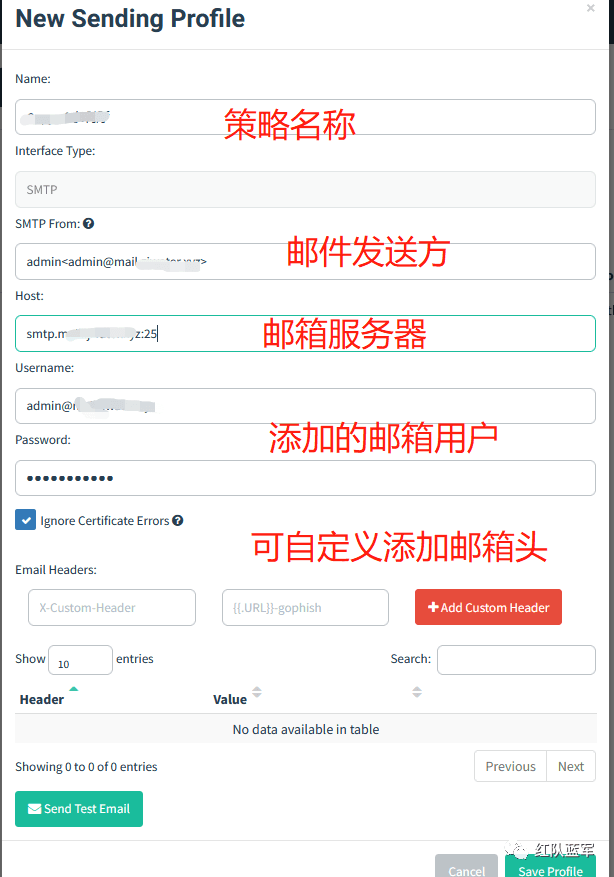 New Sending Profile
×
Name:
策略名称
Interface Type:
SMTP
SMTP From: ?
admin<admin@mail xyz>
邮件发送方
Host:
smtp.m yz:25
邮箱服务器
Username:
admin@
添加的邮箱用户
Password:
Ignore Certificate Errors ?
可自定义添加邮箱头
Email Headers:
X-Custom-Header {{.URL}}-gophish + Add Custom Header
Show 10 entries Search:
Header Value
No data available in table
Showing 0 to 0 of 0 entries
Previous Next
Send Test Email
红队蓝军
Cancel Save Profile